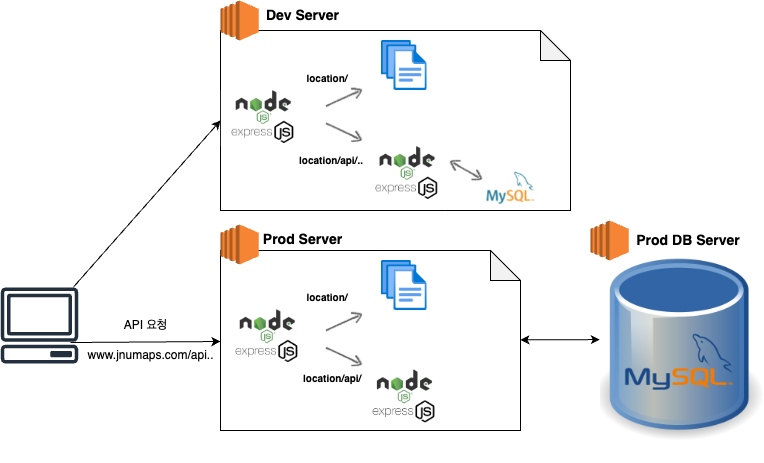 Dev Server
location/
node
JS
express JS
location/api/..
node
JS
express JS
MySQL
Prod Server
Prod DB Server
location/
API 요청
node
JS
express JS
www.jnumaps.com/api..
location/api/
node
JS
express JS
MySQL